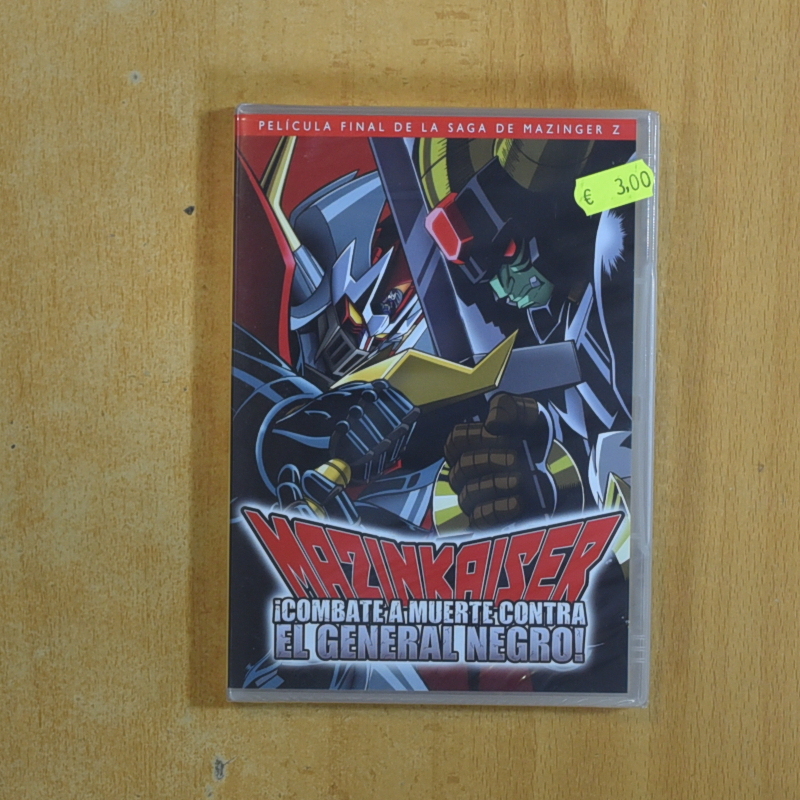 PELÍCULA FINAL DE LA SAGA DE MAZINGER Z
€ 3,00
MAZINKAISER
¡COMBATE A MUERTE CONTRA
EL GENERAL NEGRO!